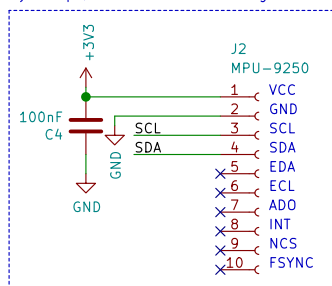 +3V3
J2
MPU-9250
1 VCC
2 GND
100nF
C4
SCL
3 SCL
SDA
4 SDA
GND
5 EDA
6 ECL
GND
7 ADO
8 INT
9 NCS
10 FSYNC